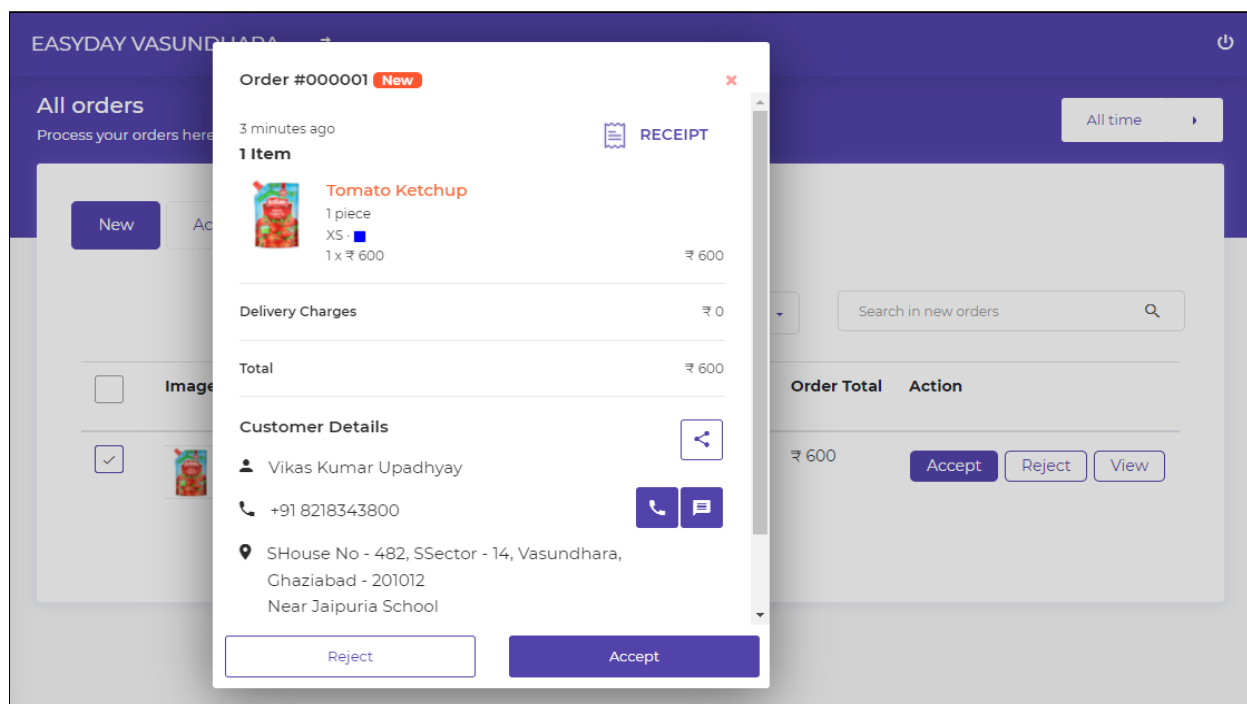 EASYDAY VASUNDHARA
All orders
Process your orders here
All time
New
Ac
Search in new orders
Image
Order Total
Action
₹ 600
Accept
Reject
View
Order #000001 New
3 minutes ago
RECEIPT
1 Item
Tomato Ketchup
1 piece
XS -
1 x ₹ 600
₹ 600
Delivery Charges
₹ 0
Total
₹ 600
Customer Details
Vikas Kumar Upadhyay
+91 8218343800
SHouse No - 482, SSector - 14, Vasundhara,
Ghaziabad - 201012
Near Jaipuria School
Reject
Accept